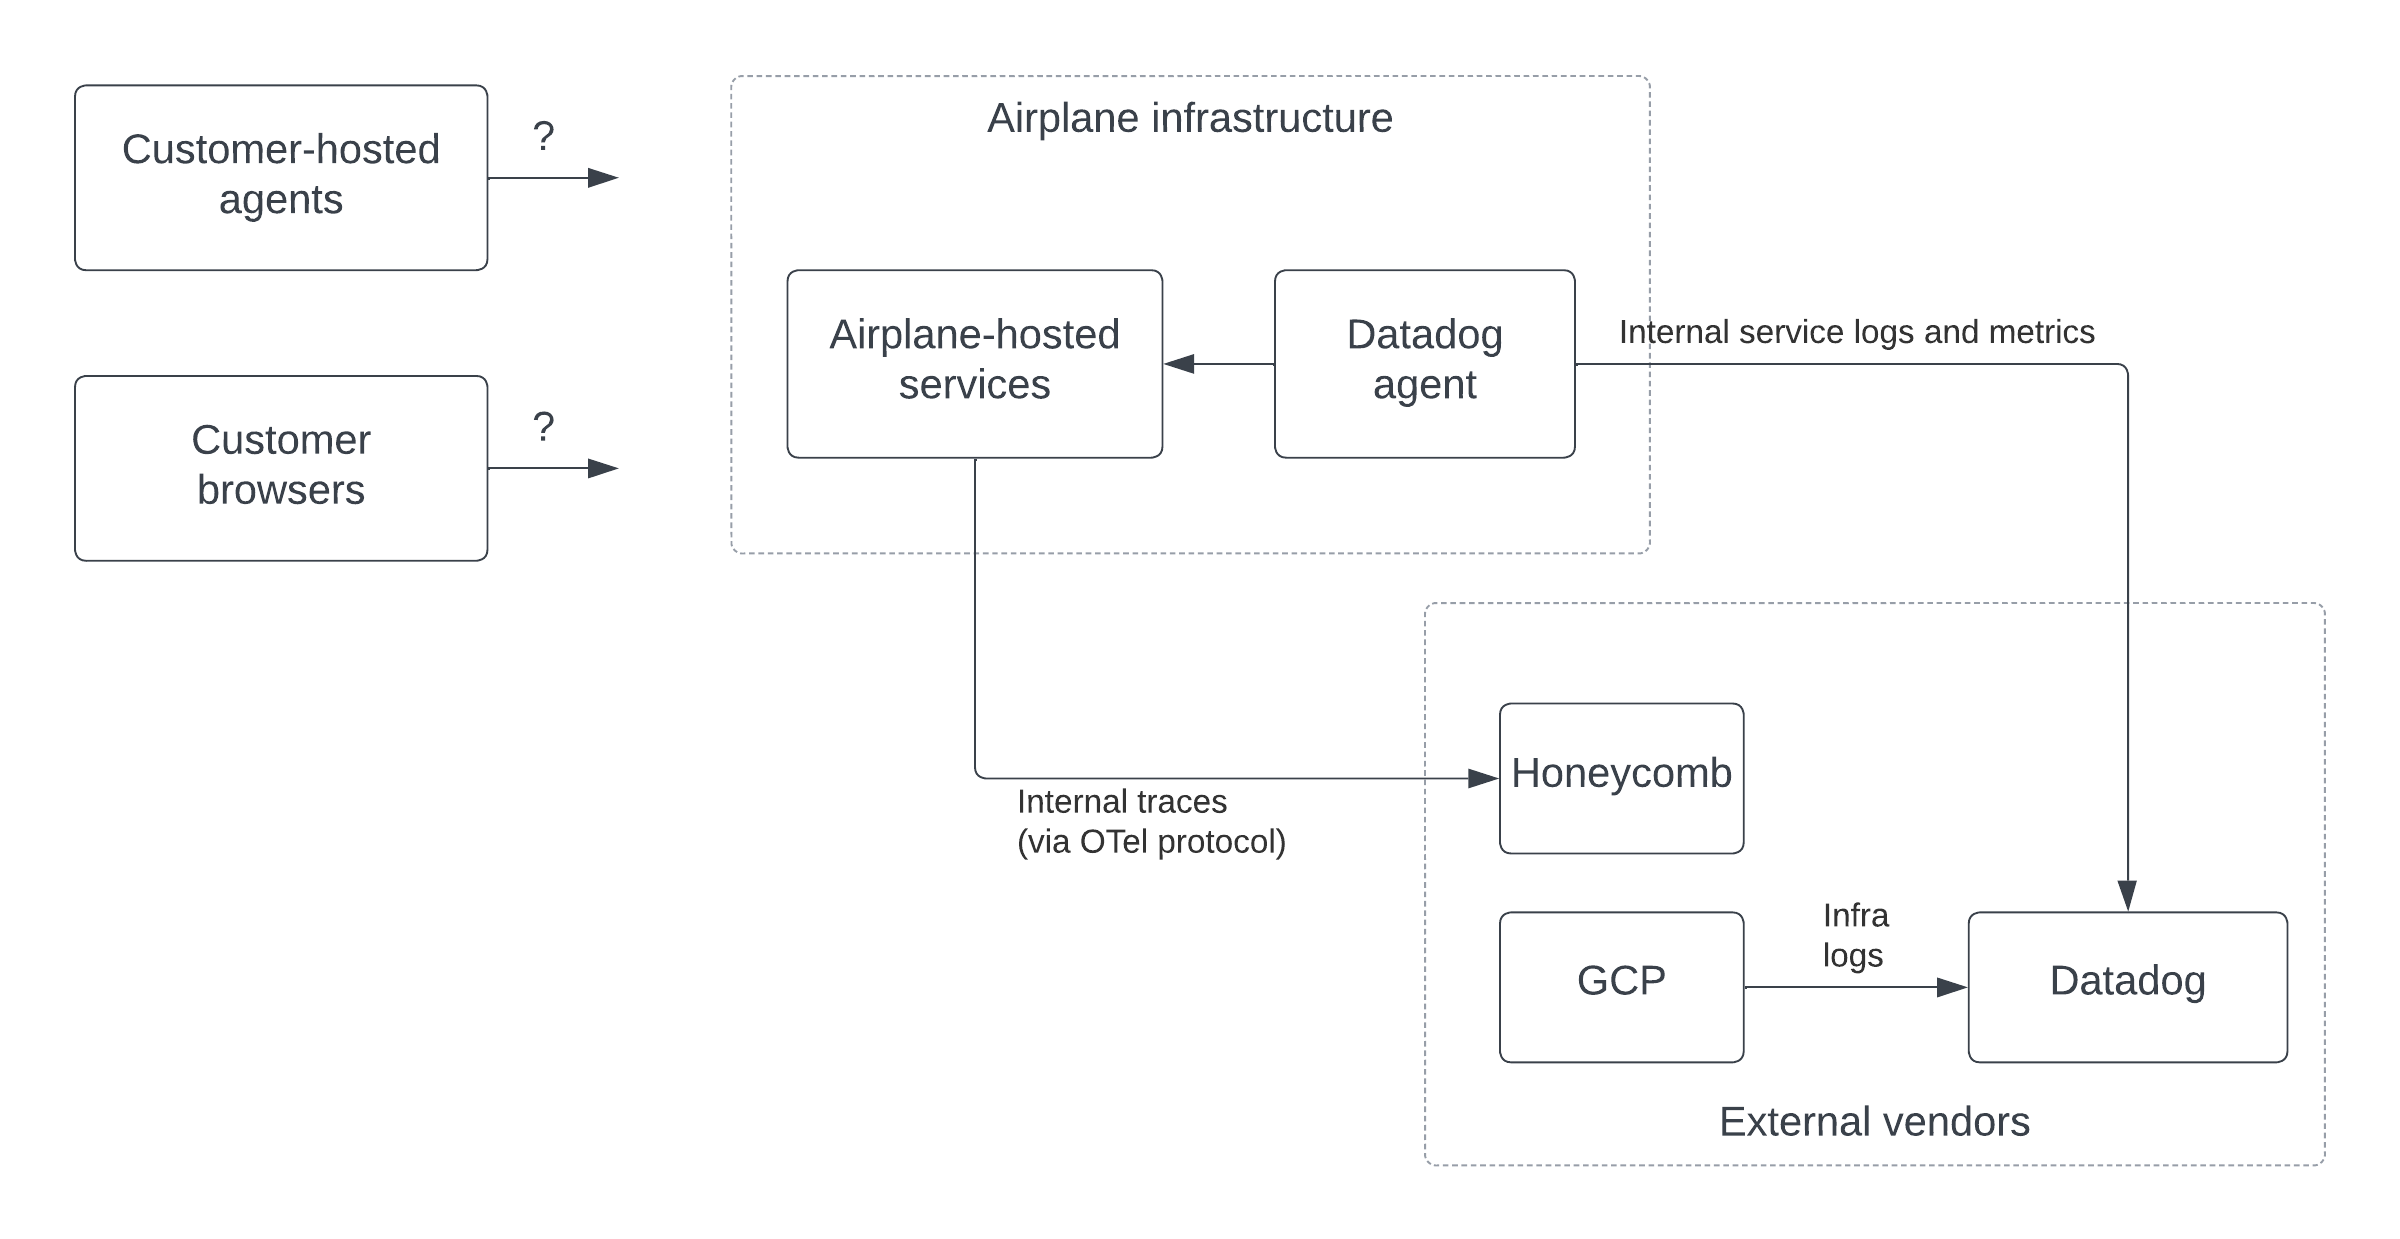 Customer-hosted
agents
?
Customer
browsers
?
Airplane infrastructure
Airplane-hosted
services
Datadog
agent
Internal service logs and metrics
Internal traces
(via OTel protocol)
Honeycomb
GCP
Infra
logs
Datadog
External vendors